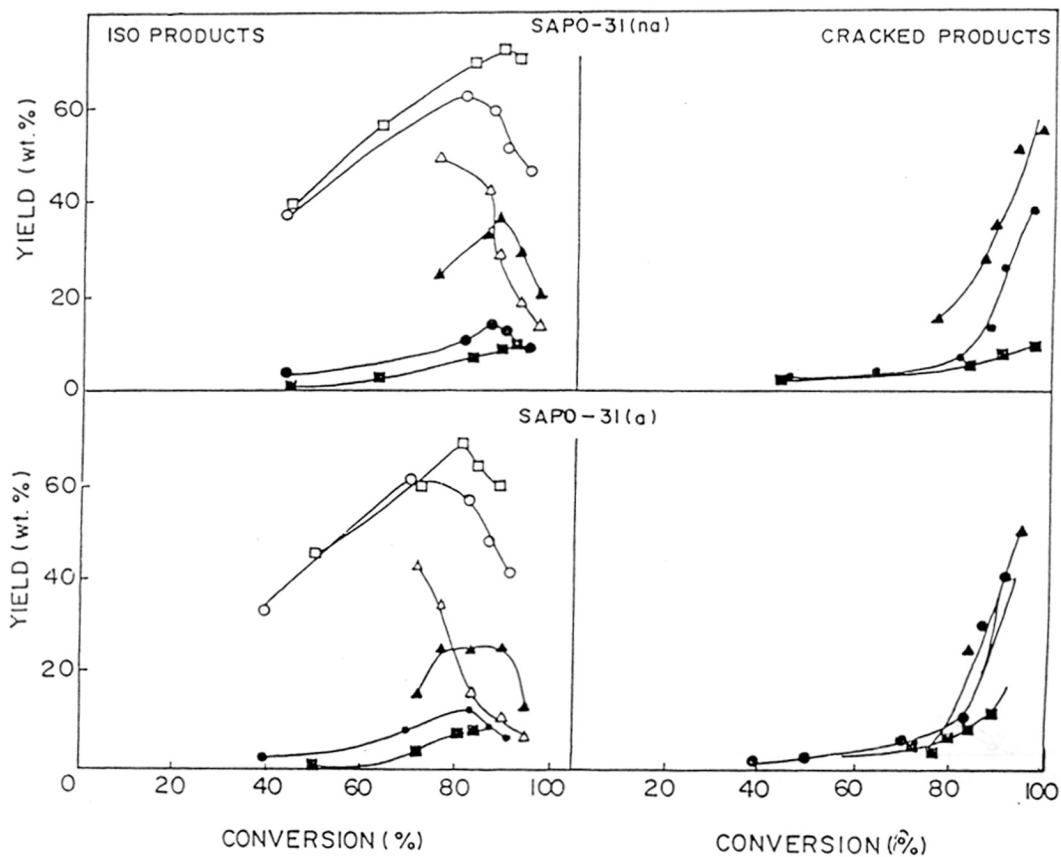 ISO PRODUCTS
SAPO-31(na)
CRACKED PRODUCTS
YIELD (wt.%)
60
40
20
0
SAPO-31(a)
YIELD (wt.%)
60
40
20
0
20
40
60
80
100
20
40
60
80
100
CONVERSION (%)
CONVERSION (%)